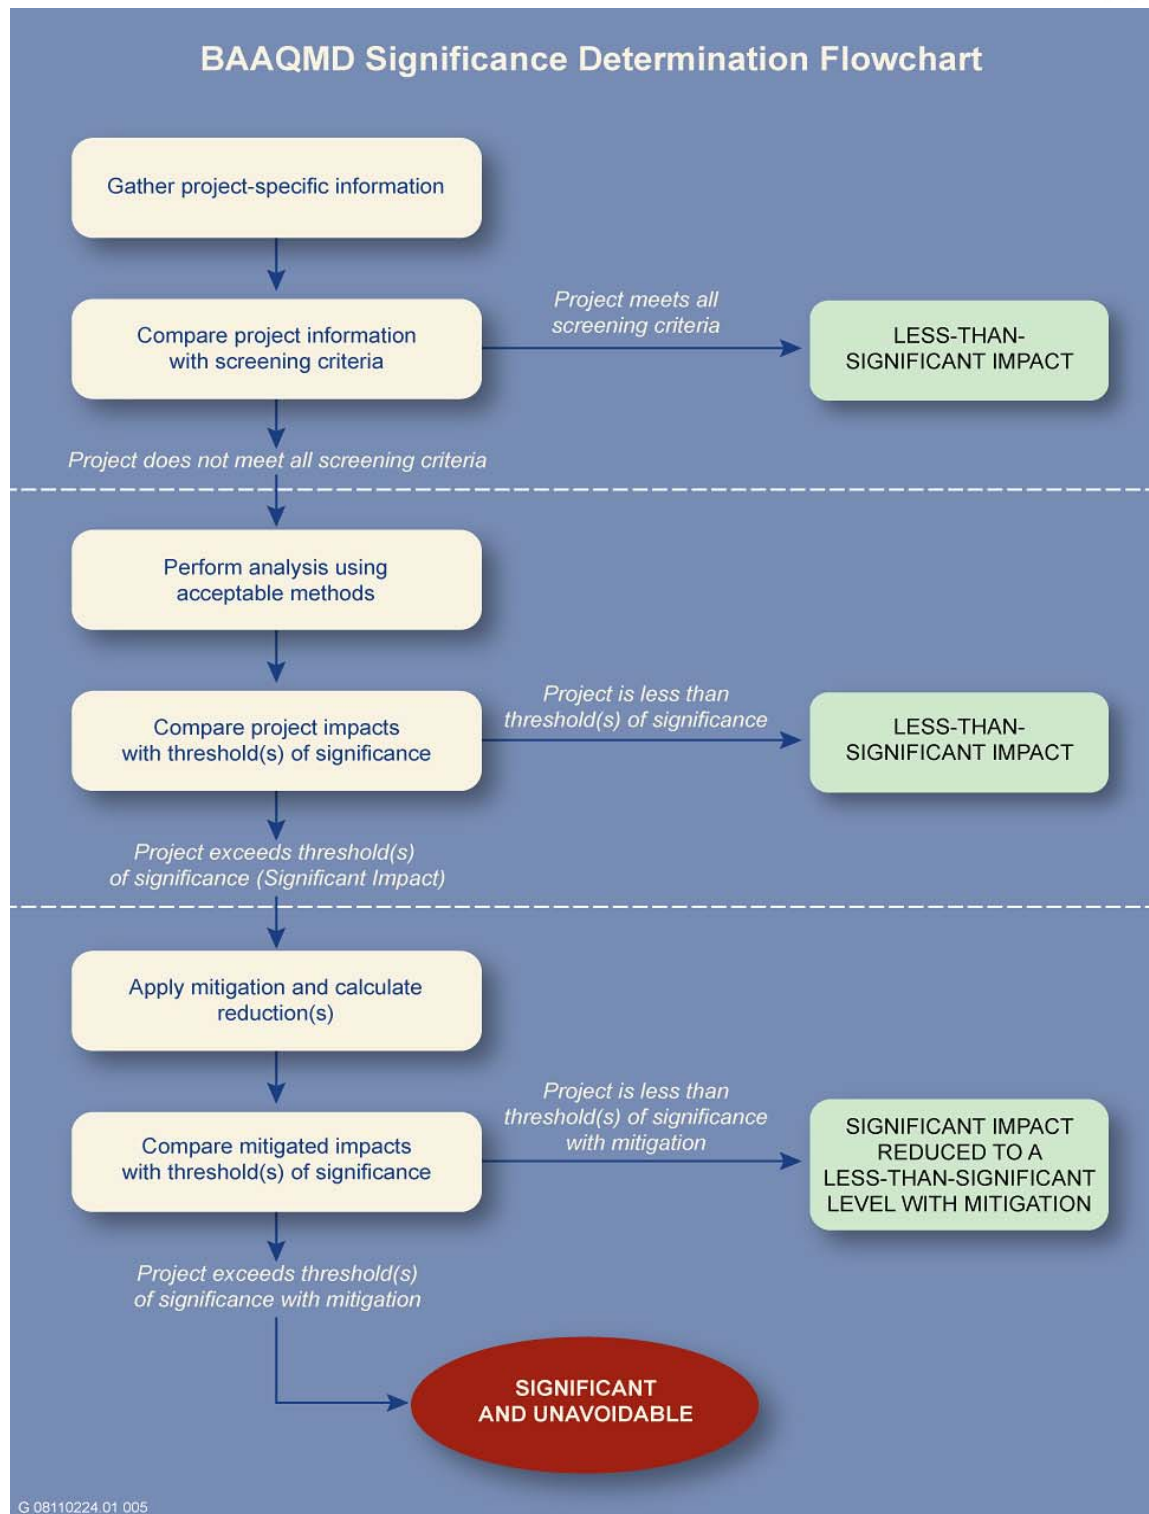 BAAQMD Significance Determination Flowchart
Gather project-specific information
Compare project information
with screening criteria
Project meets all
screening criteria
LESS-THAN-
SIGNIFICANT IMPACT
Project does not meet all screening criteria
Perform analysis using
acceptable methods
Compare project impacts
with threshold(s) of significance
Project is less than
threshold(s) of significance
LESS-THAN-
SIGNIFICANT IMPACT
Project exceeds threshold(s)
of significance (Significant Impact)
Apply mitigation and calculate
reduction(s)
Compare mitigated impacts
with threshold(s) of significance
Project is less than
threshold(s) of significance
with mitigation
SIGNIFICANT IMPACT
REDUCED TO A
LESS-THAN-SIGNIFICANT
LEVEL WITH MITIGATION
Project exceeds threshold(s)
of significance with mitigation
SIGNIFICANT
AND UNAVOIDABLE
G 08110224.01 005